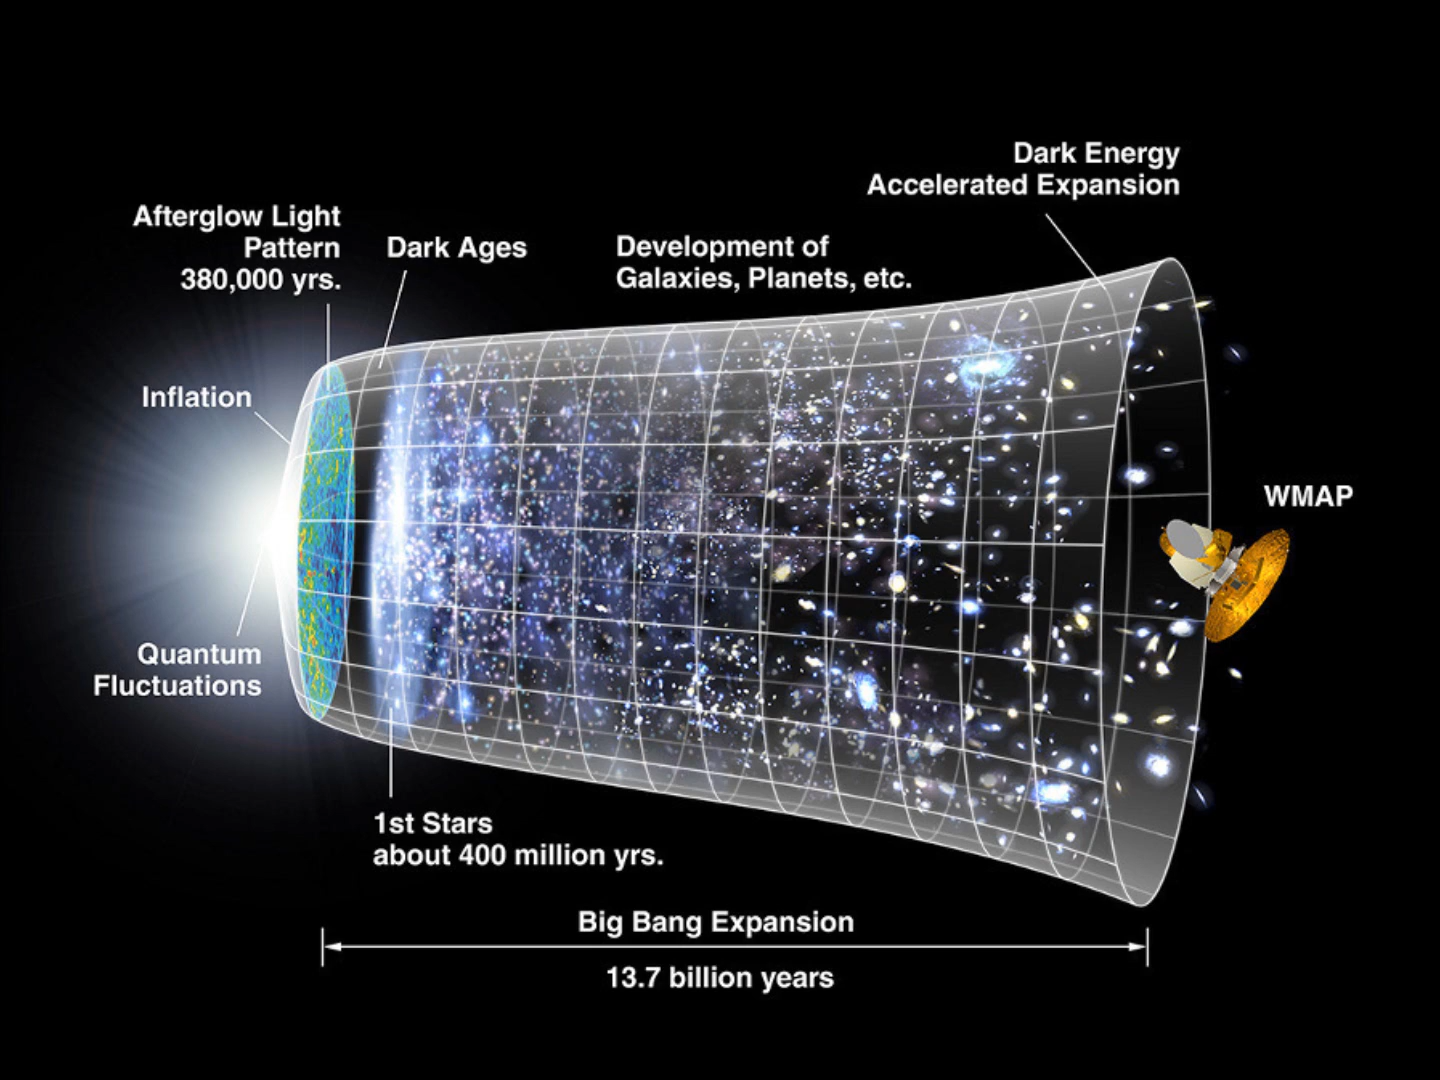 Dark Energy
Accelerated Expansion
Afterglow Light
Pattern
380,000 yrs.
Dark Ages
Development of
Galaxies, Planets, etc.
Inflation
WMAP
Quantum
Fluctuations
1st Stars
about 400 million yrs.
Big Bang Expansion
13.7 billion years